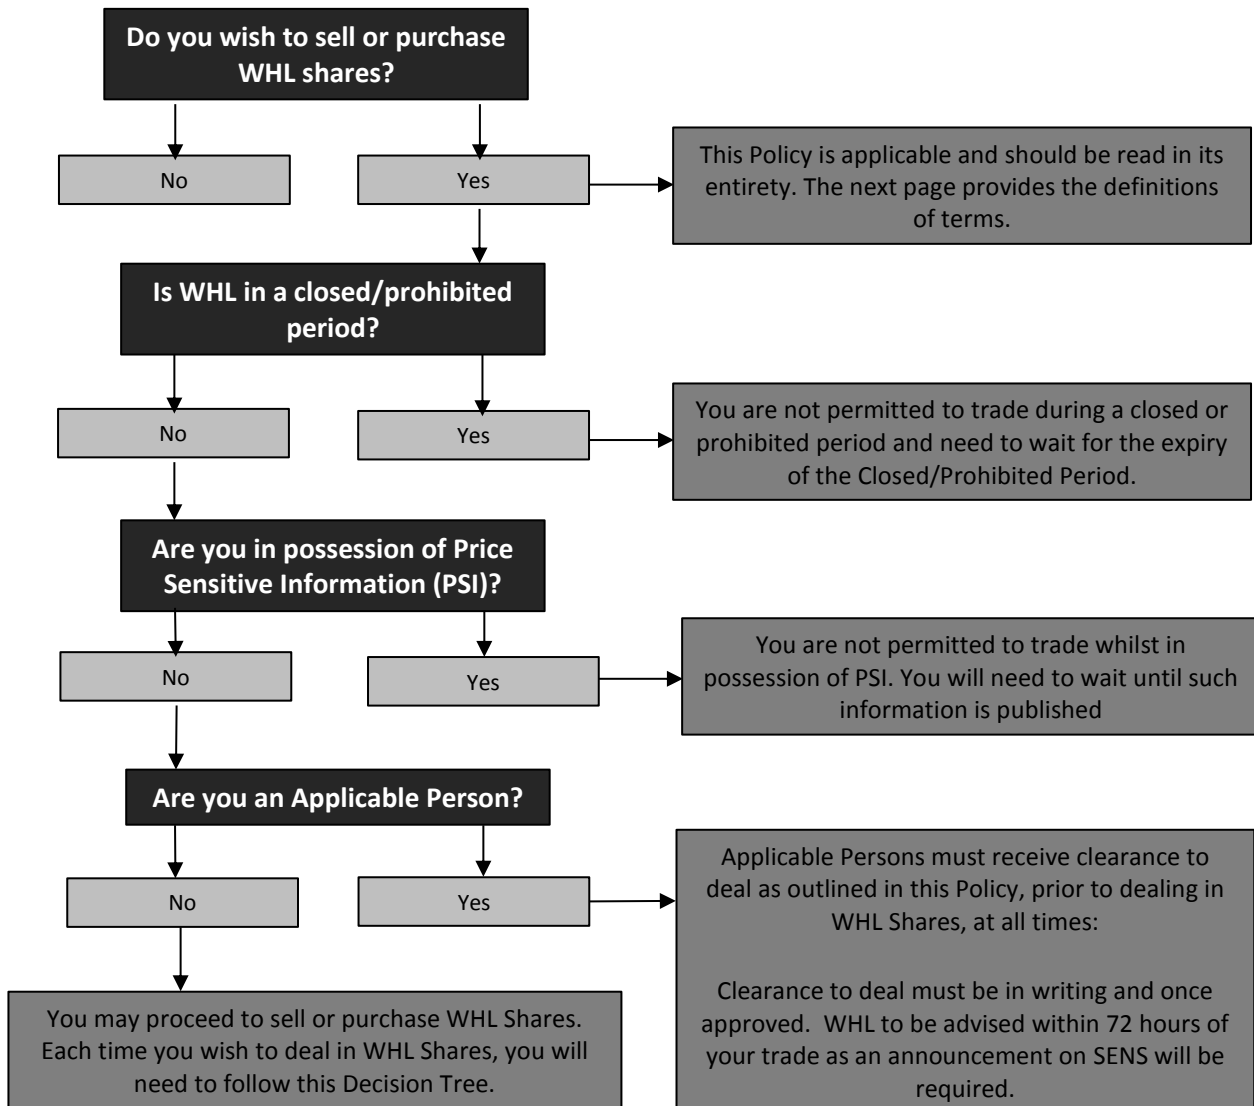 Do you wish to sell or purchase
WHL shares?
No
Yes
This Policy is applicable and should be read in its
entirety. The next page provides the definitions
of terms.
Is WHL in a closed/prohibited
period?
No
Yes
You are not permitted to trade during a closed or
prohibited period and need to wait for the expiry
of the Closed/Prohibited Period.
Are you in possession of Price
Sensitive Information (PSI)?
No
Yes
You are not permitted to trade whilst in
possession of PSI. You will need to wait until such
information is published
Are you an Applicable Person?
No
Yes
Applicable Persons must receive clearance to
deal as outlined in this Policy, prior to dealing in
WHL Shares, at all times:
Clearance to deal must be in writing and once
approved.  WHL to be advised within 72 hours of
your trade as an announcement on SENS will be
required.
You may proceed to sell or purchase WHL Shares.
Each time you wish to deal in WHL Shares, you will
need to follow this Decision Tree.